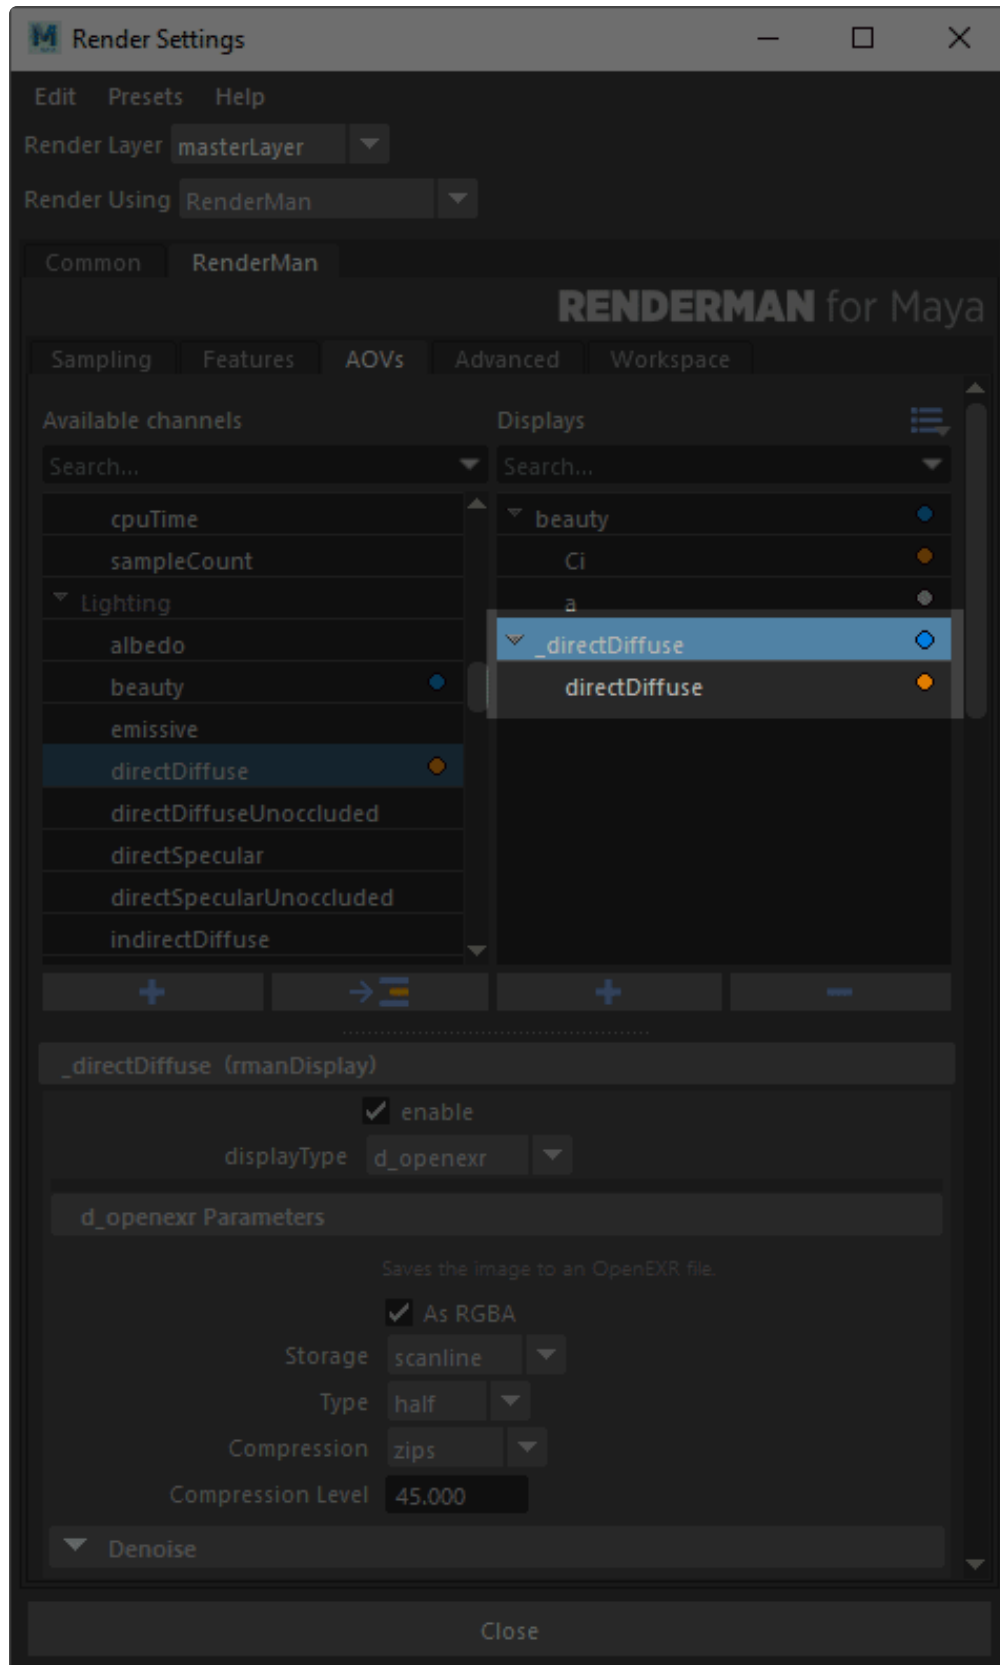 Render Settings
Edit Presets Help
Render Layer masterLayer
Render Using RenderMan
Common RenderMan
RENDERMAN for Maya
Sampling Features AOVs Advanced Workspace
Available channels Displays
Search... Search...
cpuTime beauty
sampleCount Ci
Lighting a
albedo _directDiffuse
beauty directDiffuse
emissive
directDiffuse
directDiffuseUnoccluded
directSpecular
directSpecularUnoccluded
indirectDiffuse
_directDiffuse (rmanDisplay)
enable
displayType d_openexr
d_openexr Parameters
Saves the image to an OpenEXR file.
As RGBA
Storage scanline
Type half
Compression zips
Compression Level 45.000
Denoise
Close